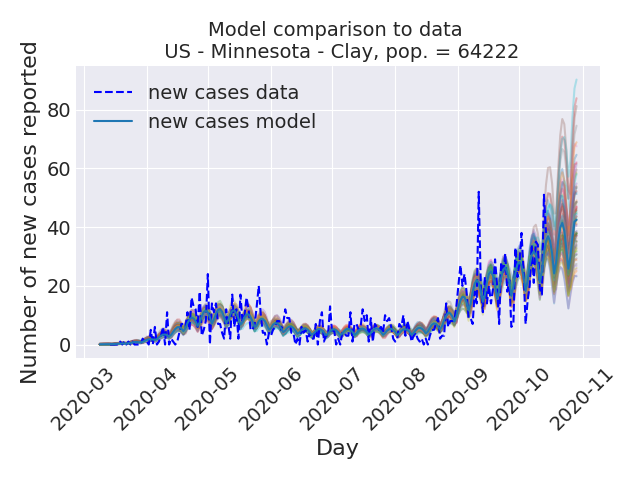 Model comparison to data
US - Minnesota - Clay, pop. = 64222
Number of new cases reported
80
60
40
20
0
new cases data
new cases model
2020-03
2020-04
2020-05
2020-06
2020-07
2020-08
2020-09
2020-10
2020-11
Day